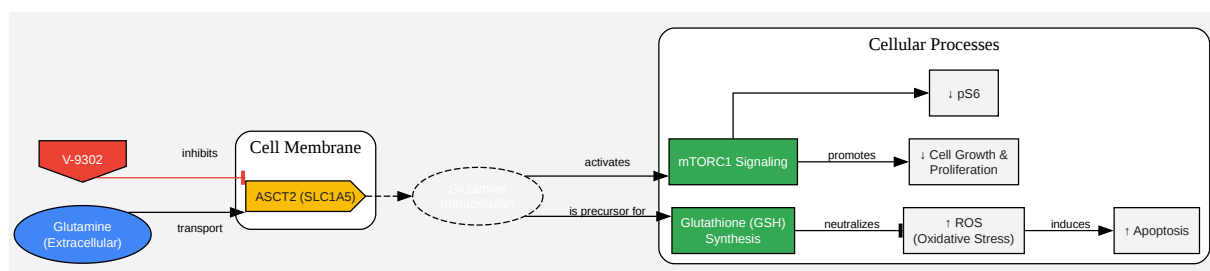 Cellular Processes
↓ pS6
V-9302
inhibits
Cell Membrane
activates
mTORC1 Signaling
promotes
↓ Cell Growth &
Proliferation
ASCT2 (SLC1A5)
Glutamine
(Intracellular)
Glutamine
(Extracellular)
transport
is precursor for
Glutathione (GSH)
Synthesis
neutralizes
↑ ROS
(Oxidative Stress)
induces
↑ Apoptosis